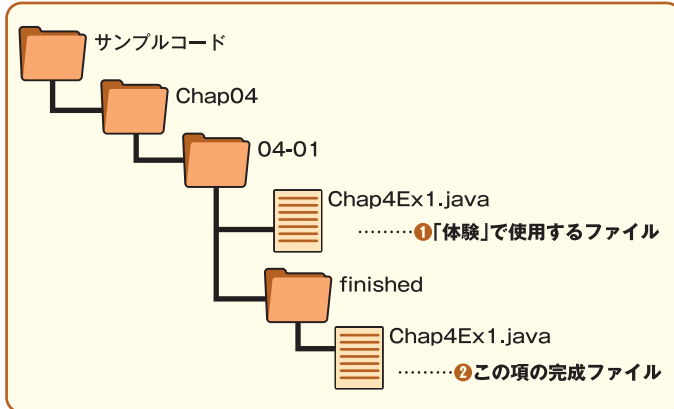 サンプルコード
Chap04
04-01
Chap4Ex1.java
………❶「体験」で使用するファイル
finished
Chap4Ex1.java
………❷この項の完成ファイル